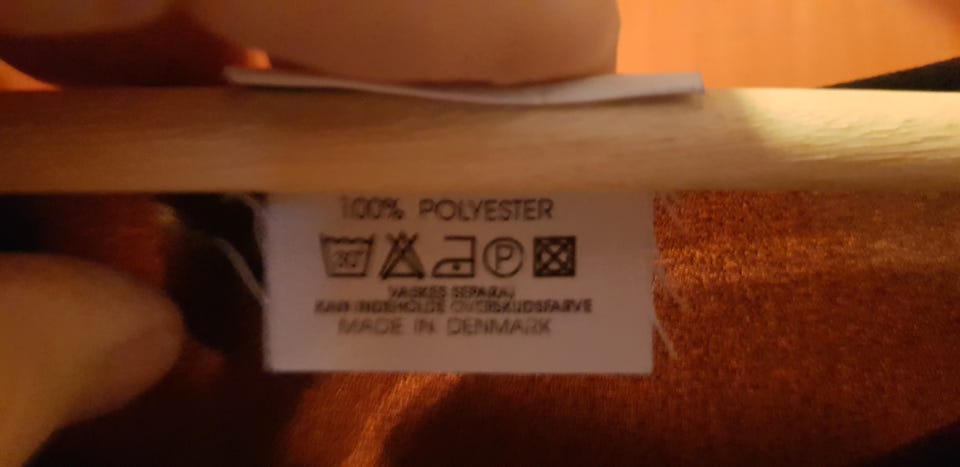 100% POLYESTER
30° P
VASKES SEPARAT
KAN INDEHOLDE OVERSKUDSFARVE
MADE IN DENMARK